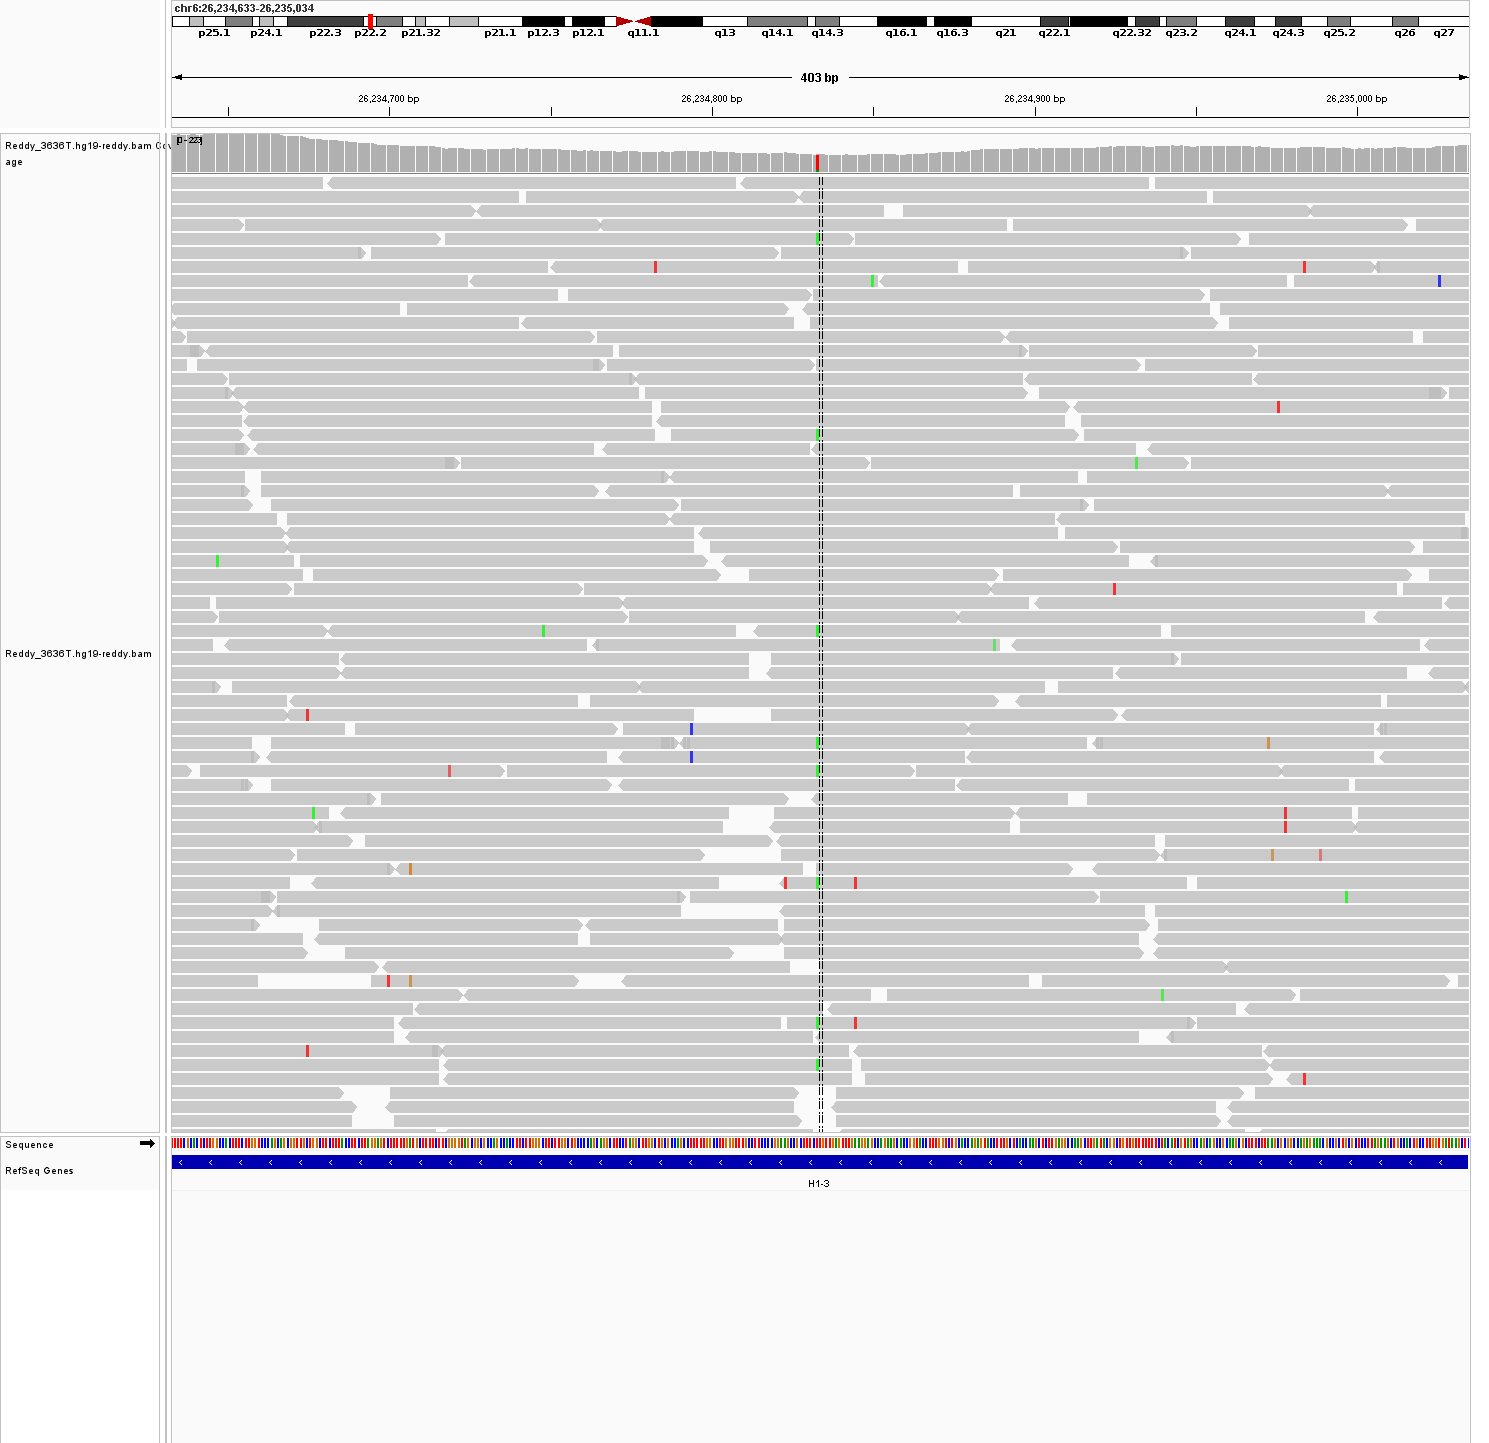 chr6:26,234,633-26,235,034
p25.1 p24.1 p22.3 p22.2 p21.32 p21.1 p12.3 p12.1 q11.1 q13 q14.1 q14.3 q16.1 q16.3 q21 q22.1 q22.32 q23.2 q24.1 q24.3 q25.2 q26 q27
403 bp
26,234,700 bp 26,234,800 bp 26,234,900 bp 26,235,000 bp
[0 - 223]
Reddy_3636T.hg19-reddy.bam Cov
age
Reddy_3636T.hg19-reddy.bam
Sequence
RefSeq Genes
H1-3